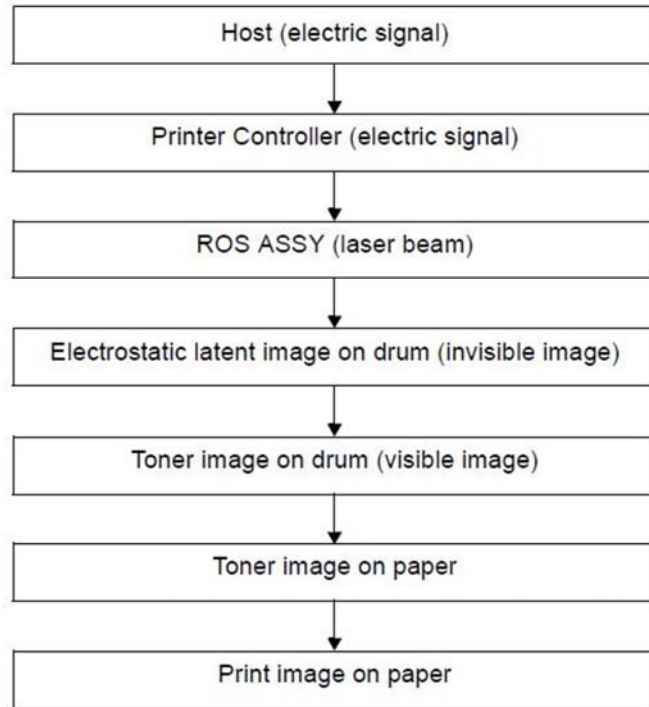 Host (electric signal)
Printer Controller (electric signal)
ROS ASSY (laser beam)
Electrostatic latent image on drum (invisible image)
Toner image on drum (visible image)
Toner image on paper
Print image on paper